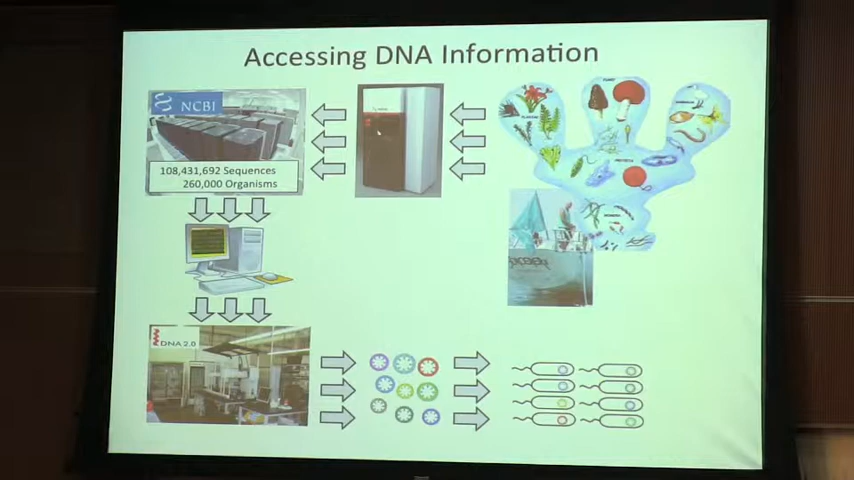 Accessing DNA Information
NCBI
108,431,692 Sequences
260,000 Organisms
DNA 2.0